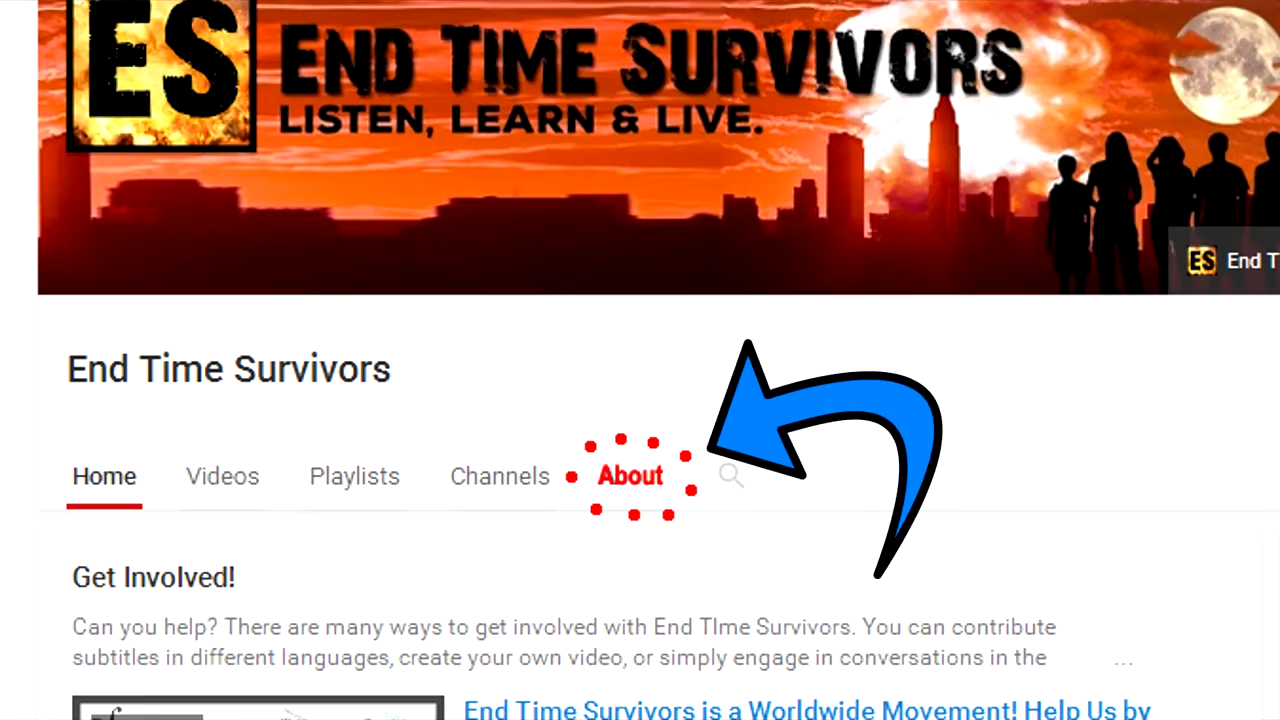 ES
END TIME SURVIVORS
LISTEN, LEARN & LIVE.
ES End T
End Time Survivors
Home Videos Playlists Channels About
Get Involved!
Can you help? There are many ways to get involved with End TIme Survivors. You can contribute
subtitles in different languages, create your own video, or simply engage in conversations in the ...
End Time Survivors is a Worldwide Movement! Help Us by